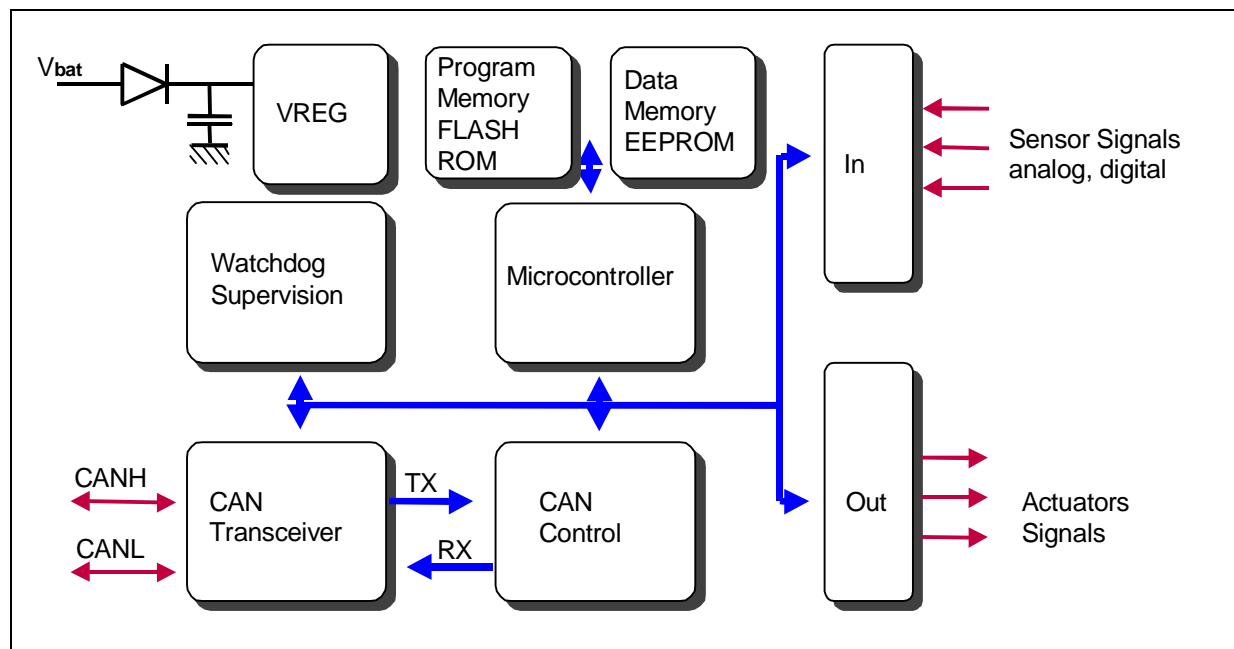 Vbat
VREG
Program
Memory
FLASH
ROM
Data
Memory
EEPROM
In
Sensor Signals
analog, digital
Watchdog
Supervision
Microcontroller
CANH
CANL
CAN
Transceiver
TX
RX
CAN
Control
Out
Actuators
Signals